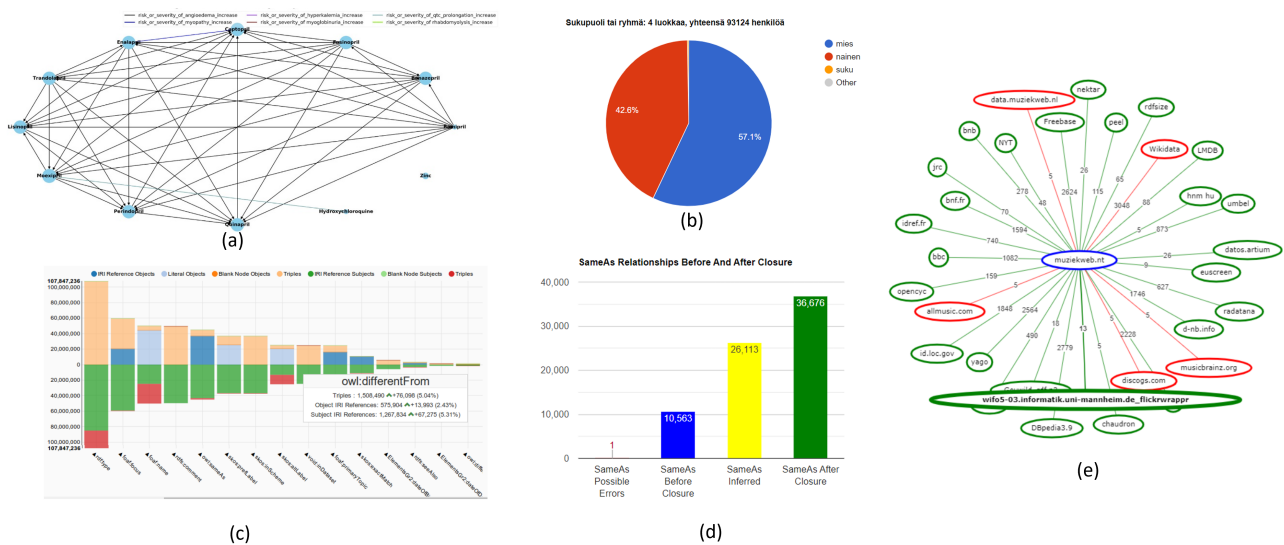 risk_or_severity_of_angioedema_increase
risk_or_severity_of_hyperkalemia_increase
risk_or_severity_of_qtc_prolongation_increase
risk_or_severity_of_myopathy_increase
risk_or_severity_of_myoglobinuria_increase
risk_or_severity_of_rhabdomyolysis_increase
Captopril
Enalapril
Fosinopril
Trandolapril
Benazepril
Lisinopril
Ramipril
Moexipril
Zinc
Perindopril
Hydroxychloroquine
Quinapril
(a)
Sukupuoli tai ryhmä: 4 luokkaa, yhteensä 93124 henkilöä
mies
nainen
suku
Other
42.6%
57.1%
(b)
IRI Reference Objects
Literal Objects
Blank Node Objects
Triples
IRI Reference Subjects
Blank Node Subjects
Triples
107,847,236
100,000,000
80,000,000
60,000,000
40,000,000
20,000,000
0
20,000,000
40,000,000
60,000,000
80,000,000
100,000,000
107,847,236
owl:differentFrom
Triples : 1,508,490 +76,098 (5.04%)
Object IRI References: 575,904 +13,993 (2.43%)
Subject IRI References: 1,267,834 +67,275 (5.31%)
rdf:type
foaf:focus
foaf:name
rdfs:comment
owl:sameAs
skos:prefLabel
skos:inScheme
skos:altLabel
void:inDataset
foaf:primaryTopic
skos:exactMatch
rdfs:seeAlso
(c)
SameAs Relationships Before And After Closure
40,000
30,000
20,000
10,000
0
1
10,563
26,113
36,676
SameAs
Possible
Errors
SameAs
Before
Closure
SameAs
Inferred
SameAs After
Closure
(d)
nektar
data.muziekweb.nl
rdfsize
Freebase
peel
bnb
NYT
Wikidata
LMDB
jrc
bnf.fr
hnm hu
umbel
idref.fr
bbc
datos.artium
euscreen
muziekweb.nt
opencyc
allmusic.com
radatana
id.loc.gov
d-nb.info
yago
musicbrainz.org
discogs.com
wifo5-03.informatik.uni-mannheim.de_flickrwrappr
DBpedia3.9
chaudron
5
26
2624
115
65
278
48
3048
88
70
1594
5
873
740
1082
26
9
159
5
1746
627
1848
2564
5
5
490
18
13
2228
2779
5
(e)